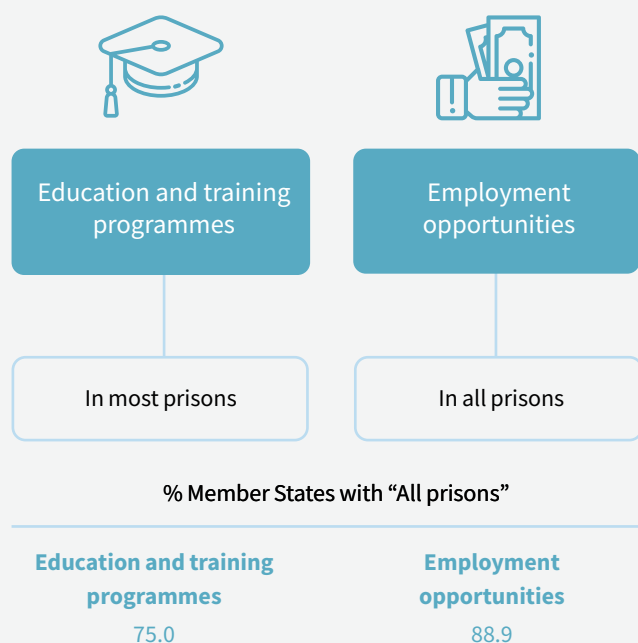 Education and training
programmes
Employment
opportunities
In most prisons
In all prisons
% Member States with “All prisons”
Education and training
programmes
Employment
opportunities
75.0
88.9